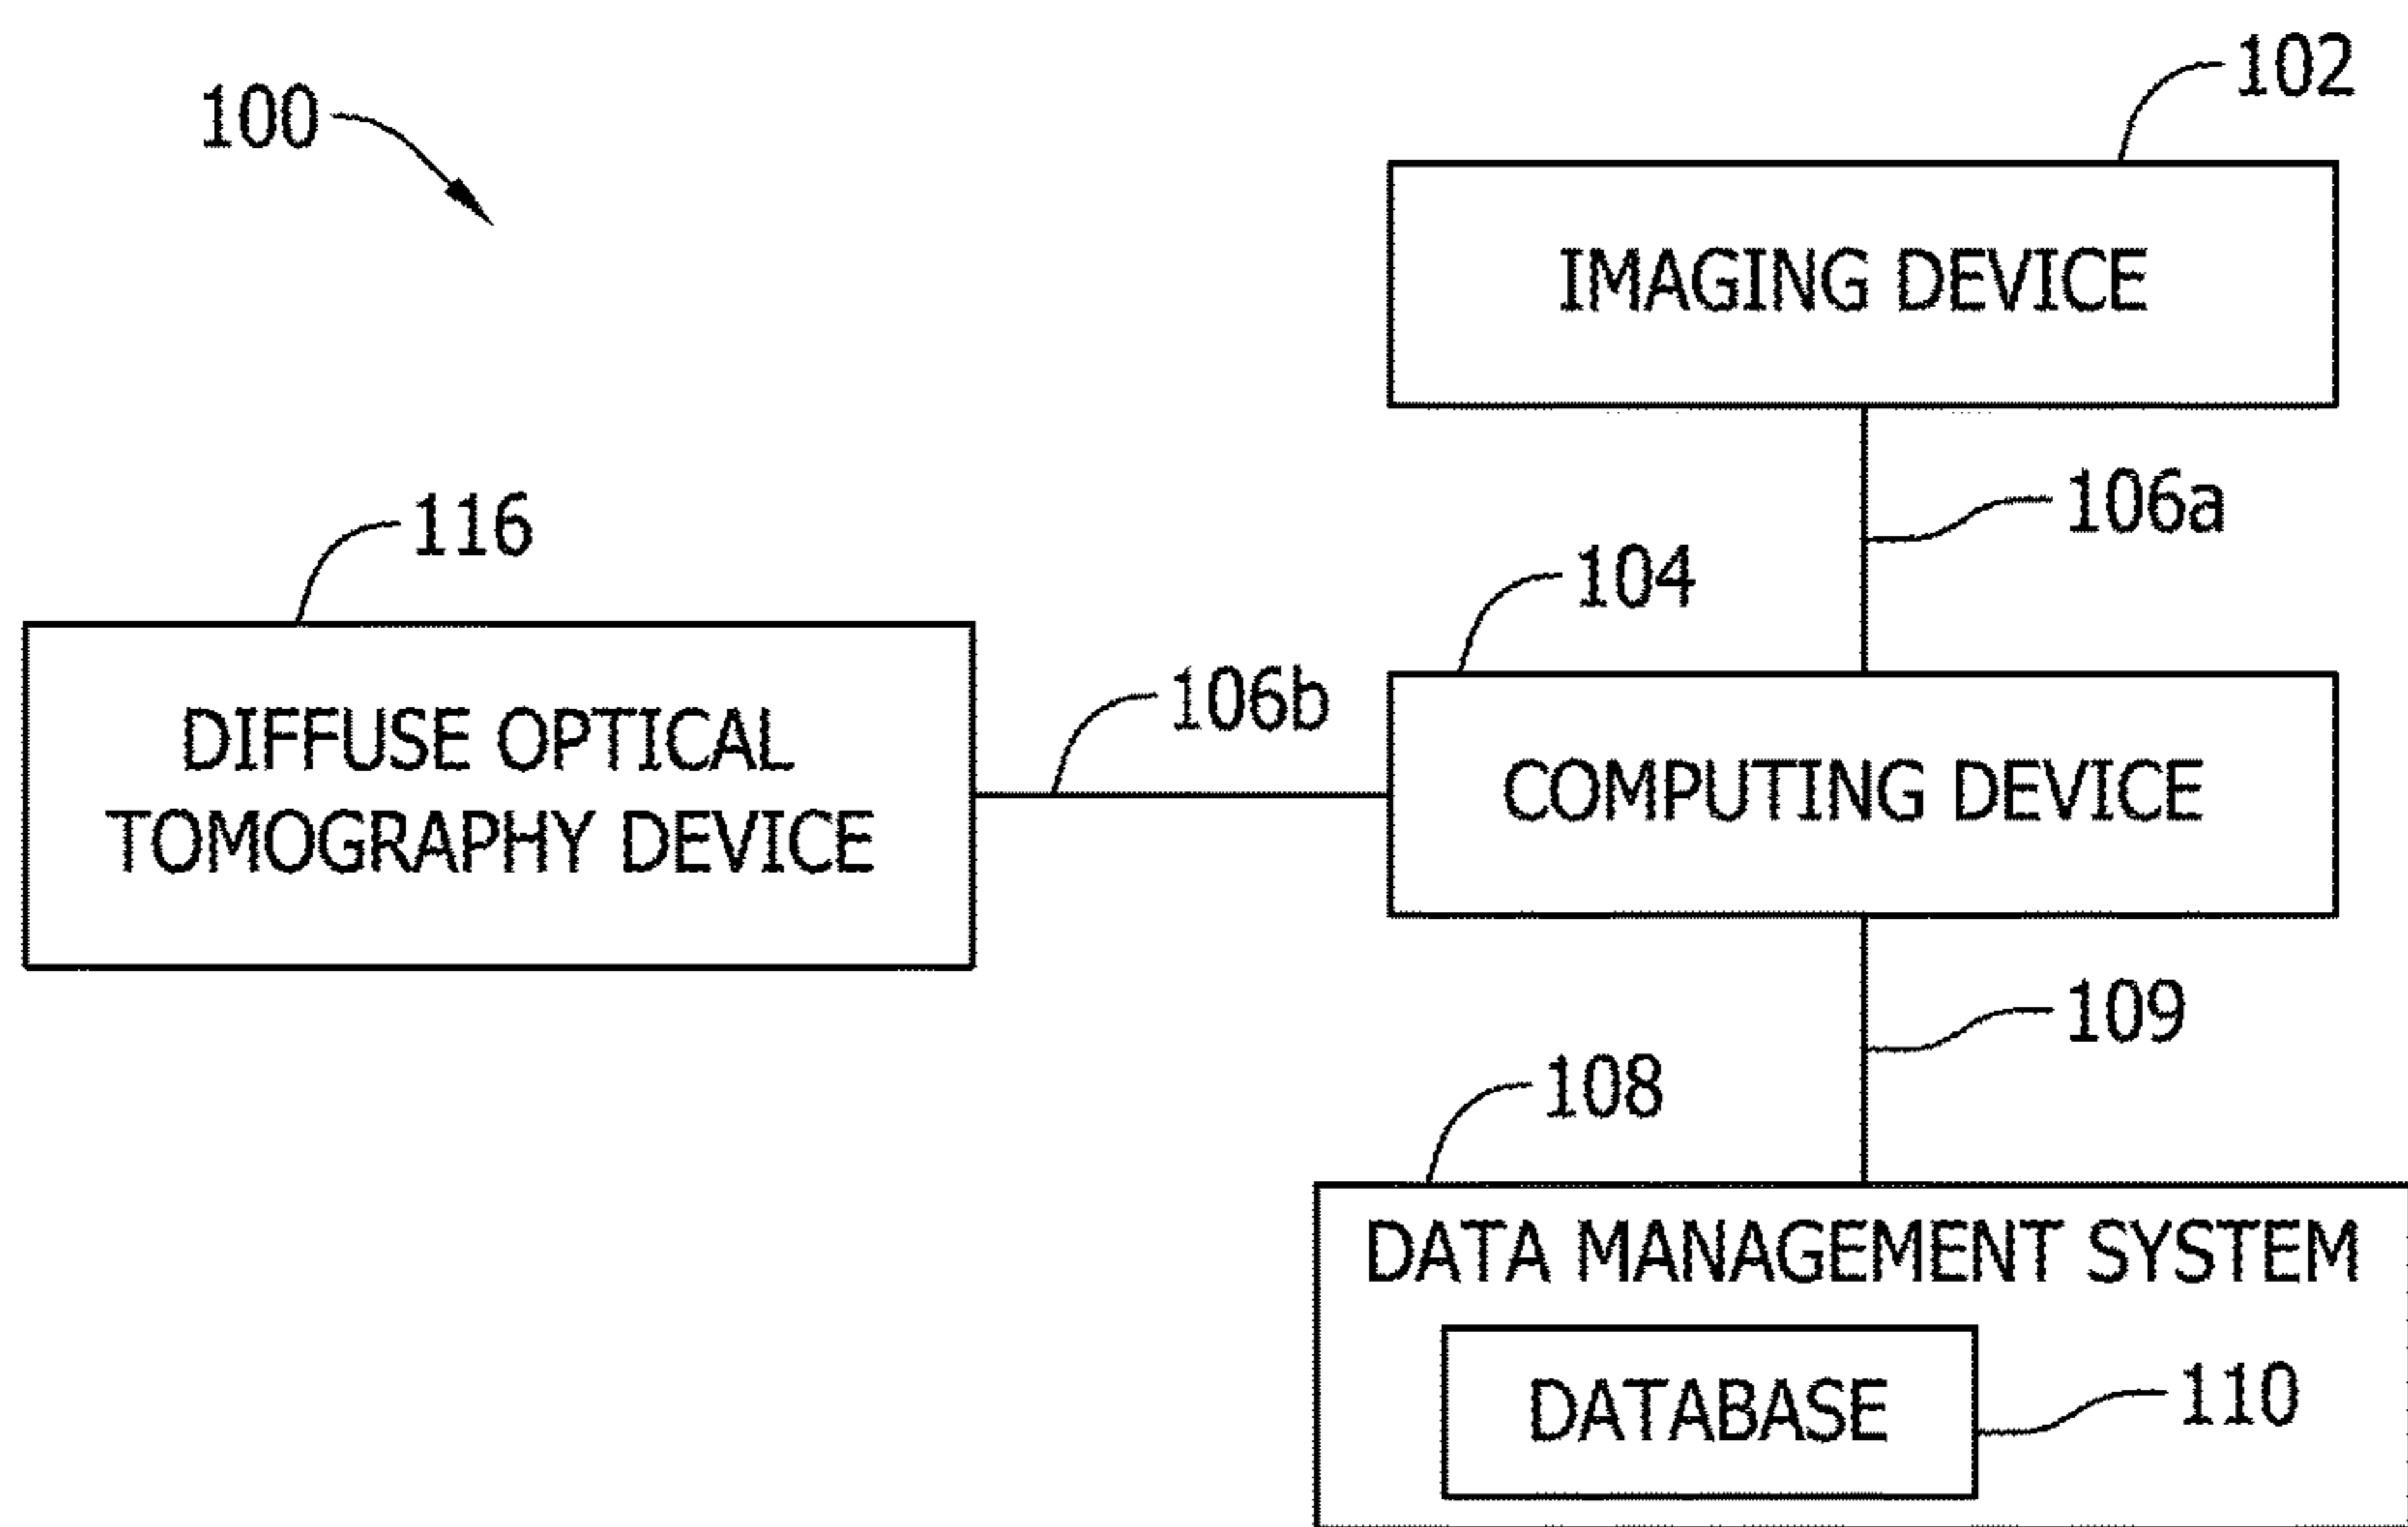 100
102
IMAGING DEVICE
106a
116
104
DIFFUSE OPTICAL
TOMOGRAPHY DEVICE
106b
COMPUTING DEVICE
109
108
DATA MANAGEMENT SYSTEM
DATABASE
110